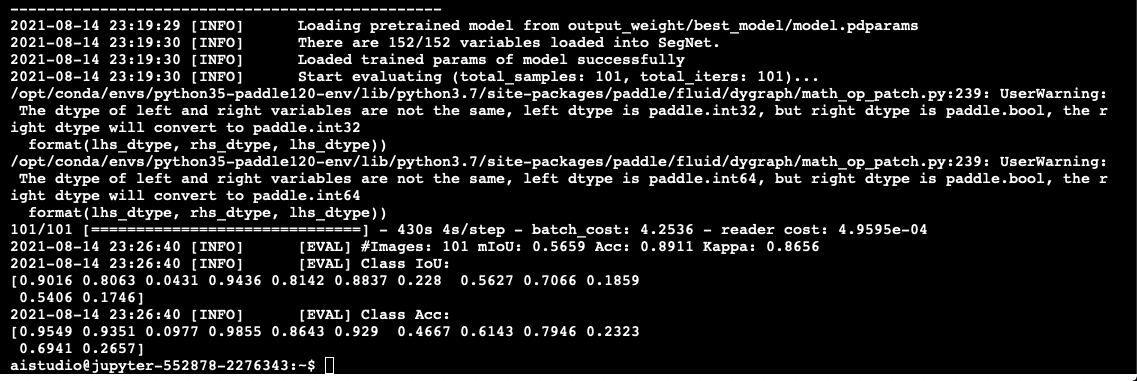 ------------------------------------------------
2021-08-14 23:19:29 [INFO]      Loading pretrained model from output_weight/best_model/model.pdparams
2021-08-14 23:19:30 [INFO]      There are 152/152 variables loaded into SegNet.
2021-08-14 23:19:30 [INFO]      Loaded trained params of model successfully
2021-08-14 23:19:30 [INFO]      Start evaluating (total_samples: 101, total_iters: 101)...
/opt/conda/envs/python35-paddle120-env/lib/python3.7/site-packages/paddle/fluid/dygraph/math_op_patch.py:239: UserWarning:
 The dtype of left and right variables are not the same, left dtype is paddle.int32, but right dtype is paddle.bool, the r
ight dtype will convert to paddle.int32
  format(lhs_dtype, rhs_dtype, lhs_dtype))
/opt/conda/envs/python35-paddle120-env/lib/python3.7/site-packages/paddle/fluid/dygraph/math_op_patch.py:239: UserWarning:
 The dtype of left and right variables are not the same, left dtype is paddle.int64, but right dtype is paddle.bool, the r
ight dtype will convert to paddle.int64
  format(lhs_dtype, rhs_dtype, lhs_dtype))
101/101 [==============================] - 430s 4s/step - batch_cost: 4.2536 - reader cost: 4.9595e-04
2021-08-14 23:26:40 [INFO]      [EVAL] #Images: 101 mIoU: 0.5659 Acc: 0.8911 Kappa: 0.8656
2021-08-14 23:26:40 [INFO]      [EVAL] Class IoU:
[0.9016 0.8063 0.0431 0.9436 0.8142 0.8837 0.228  0.5627 0.7066 0.1859
 0.5406 0.1746]
2021-08-14 23:26:40 [INFO]      [EVAL] Class Acc:
[0.9549 0.9351 0.0977 0.9855 0.8643 0.929  0.4667 0.6143 0.7946 0.2323
 0.6941 0.2657]
aistudio@jupyter-552878-2276343:~$